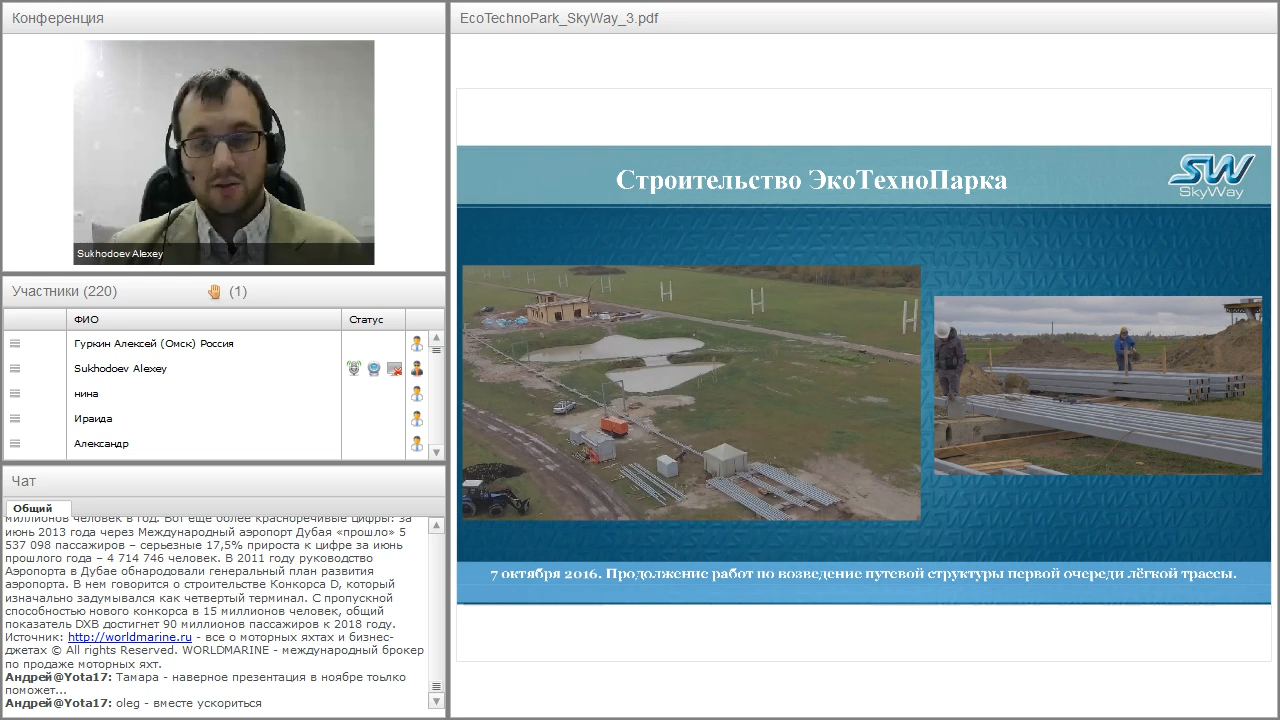 Конференция
Sukhodoev Alexey
Участники (220)
(1)
ФИО
Статус
Гуркин Алексей (Омск) Россия
Sukhodoev Alexey
нина
Ираида
Александр
Чат
Общий
миллионов человек в год. Вот еще более красноречивые цифры: за
июнь 2013 года через Международный аэропорт Дубая «прошло» 5
537 098 пассажиров – серьезные 17,5% прироста к цифре за июнь
прошлого года – 4 714 746 человек. В 2011 году руководство
Аэропорта в Дубае обнародовали генеральный план развития
аэропорта. В нем говорится о строительстве Конкорса D, который
изначально задумывался как четвертый терминал. С пропускной
способностью нового конкорса в 15 миллионов человек, общий
показатель DXB достигнет 90 миллионов пассажиров к 2018 году.
Источник: http://worldmarine.ru - все о моторных яхтах и бизнес-
джетах © All rights Reserved. WORLDMARINE - международный брокер
по продаже моторных яхт.
Андрей@Yota17: Тамара - наверное презентация в ноябре тоьлко
поможет...
Андрей@Yota17: oleg - вместе ускориться
EcoTechnoPark_SkyWay_3.pdf
Строительство ЭкоТехноПарка
SW
SkyWay
7 октября 2016. Продолжение работ по возведение путевой структуры первой очереди лёгкой трассы.